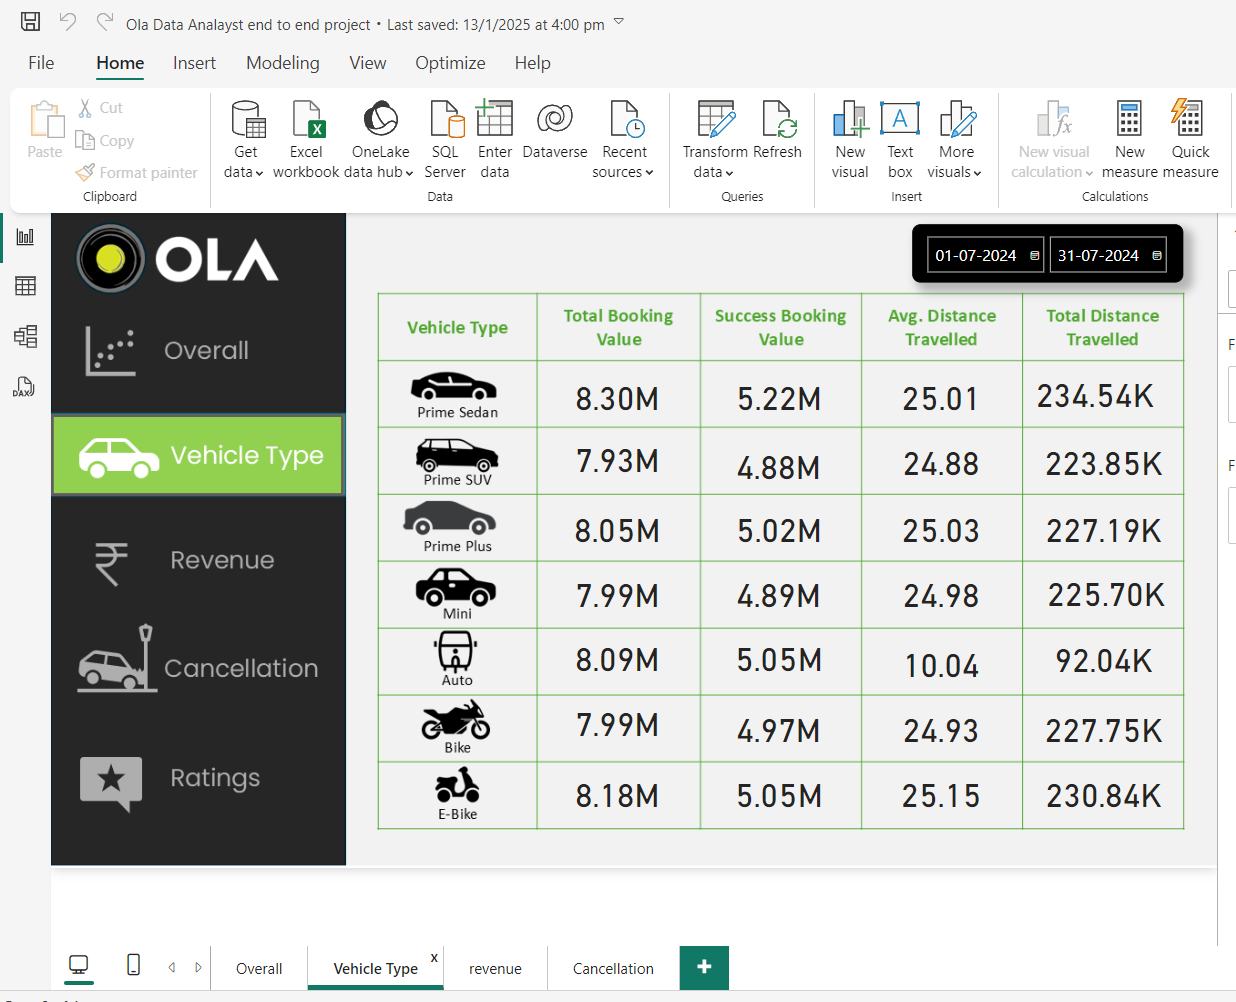 Ola Data Analayst end to end project • Last saved: 13/1/2025 at 4:00 pm
File Home Insert Modeling View Optimize Help
Paste
Cut
Copy
Format painter
Clipboard
Get data
Excel workbook
OneLake data hub
SQL Server
Enter data
Dataverse
Recent sources
Data
Transform data
Refresh
Queries
New visual
Text box
More visuals
Insert
New visual calculation
New measure
Quick measure
Calculations
DAX
OLA
Overall
Vehicle Type
Revenue
Cancellation
Ratings
01-07-2024 31-07-2024
Vehicle Type Total Booking Value Success Booking Value Avg. Distance Travelled Total Distance Travelled
Prime Sedan 8.30M 5.22M 25.01 234.54K
Prime SUV 7.93M 4.88M 24.88 223.85K
Prime Plus 8.05M 5.02M 25.03 227.19K
Mini 7.99M 4.89M 24.98 225.70K
Auto 8.09M 5.05M 10.04 92.04K
Bike 7.99M 4.97M 24.93 227.75K
E-Bike 8.18M 5.05M 25.15 230.84K
F
F
Overall Vehicle Type x revenue Cancellation +